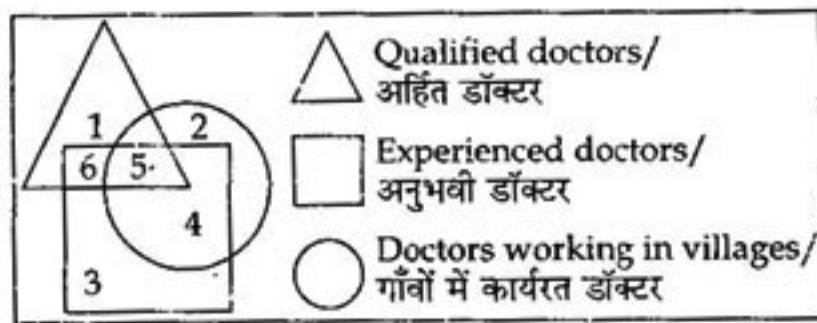 1 2
6 5
4
3
Qualified doctors/
अर्हित डॉक्टर
Experienced doctors/
अनुभवी डॉक्टर
Doctors working in villages/
गाँवों में कार्यरत डॉक्टर